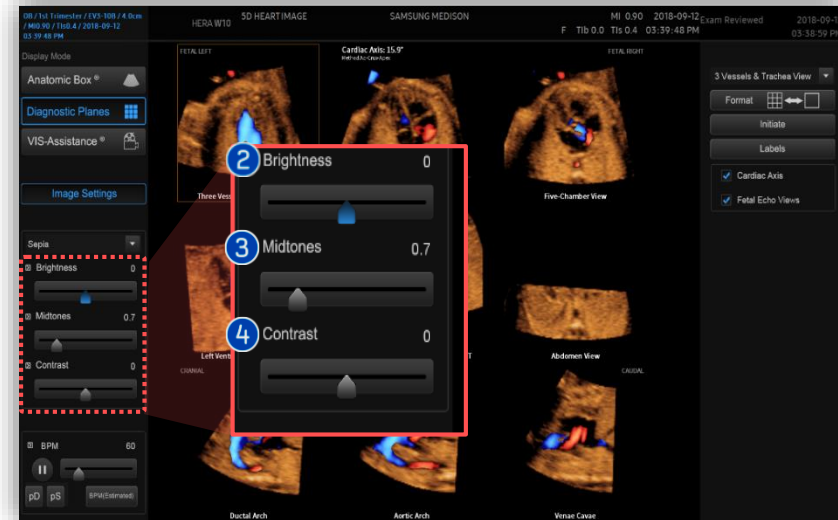 OB / 1st Trimester / EV3-10B / 4.0cm
/ MI0.90 / TIs0.4 / 2018-09-12
03:39:48 PM
HERA W10
5D HEART IMAGE
SAMSUNG MEDISON
MI 0.90 2018-09-12
F TIb 0.0 TIs 0.4 03:39:48 PM
Exam Reviewed
03:38:59 PM
Display Mode
Anatomic Box ®
Diagnostic Planes
VIS-Assistance ®
Image Settings
Sepia
Brightness 0
Midtones 0.7
Contrast 0
BPM 60
pD pS BPM(Estimated)
FETAL LEFT
Cardiac Axis: 15.9°
FETAL RIGHT
Three Vess
Five-Chamber View
2 Brightness 0
3 Midtones 0.7
4 Contrast 0
Left Vent
T
Abdomen View
CRANIAL
CAUDAL
Ductal Arch
Aortic Arch
Venae Cavae
3 Vessels & Trachea View
Format
Initiate
Labels
Cardiac Axis
Fetal Echo Views